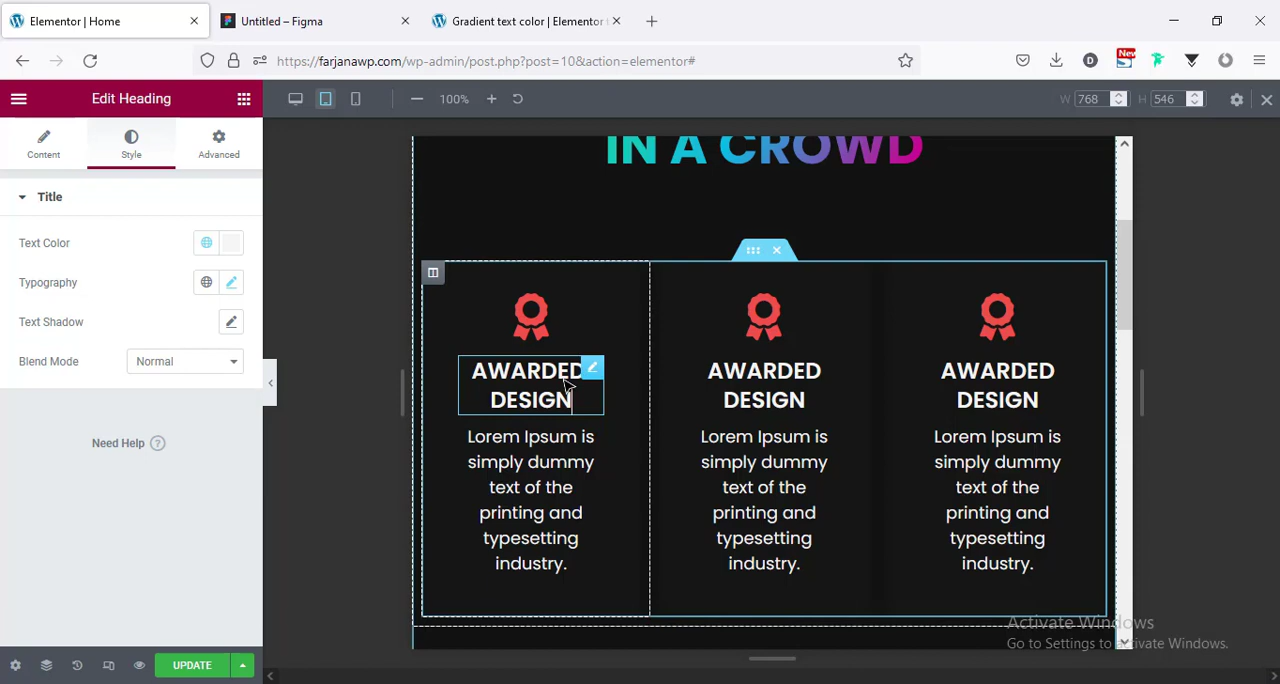 Elementor | Home
Untitled – Figma
Gradient text color | Elementor t
https://farjanawp.com/wp-admin/post.php?post=10&action=elementor#
New
D
Edit Heading
100%
W 768
H 546
Content
Style
Advanced
Title
Text Color
Typography
Text Shadow
Blend Mode
Normal
Need Help ?
UPDATE
IN A CROWD
AWARDED
DESIGN
Lorem Ipsum is
simply dummy
text of the
printing and
typesetting
industry.
AWARDED
DESIGN
Lorem Ipsum is
simply dummy
text of the
printing and
typesetting
industry.
AWARDED
DESIGN
Lorem Ipsum is
simply dummy
text of the
printing and
typesetting
industry.
Activate Windows
Go to Settings to activate Windows.